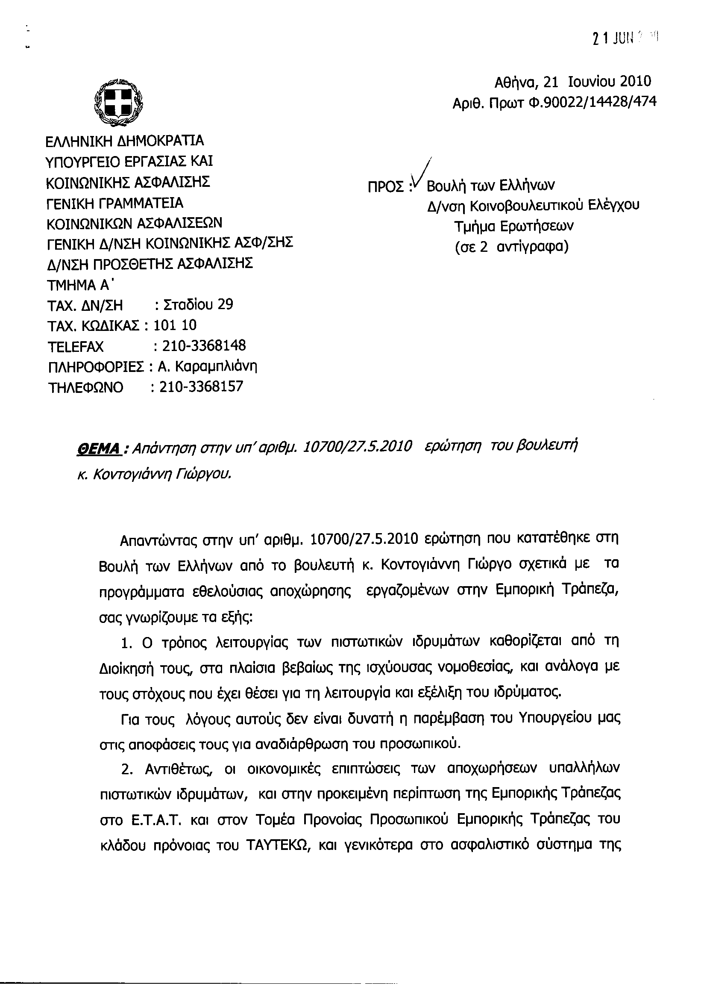 21 JUN
Αθήνα, 21 Ιουνίου 2010
Αριθ. Πρωτ Φ.90022/14428/474
ΕΛΛΗΝΙΚΗ ΔΗΜΟΚΡΑΤΙΑ
ΥΠΟΥΡΓΕΙΟ ΕΡΓΑΣΙΑΣ ΚΑΙ
ΚΟΙΝΩΝΙΚΗΣ ΑΣΦΑΛΙΣΗΣ
ΓΕΝΙΚΗ ΓΡΑΜΜΑΤΕΙΑ
ΚΟΙΝΩΝΙΚΩΝ ΑΣΦΑΛΙΣΕΩΝ
ΓΕΝΙΚΗ Δ/ΝΣΗ ΚΟΙΝΩΝΙΚΗΣ ΑΣΦ/ΣΗΣ
Δ/ΝΣΗ ΠΡΟΣΘΕΤΗΣ ΑΣΦΑΛΙΣΗΣ
ΤΜΗΜΑ Α΄
ΤΑΧ. ΔΝ/ΣΗ : Σταδίου 29
ΤΑΧ. ΚΩΔΙΚΑΣ : 101 10
TELEFAX : 210-3368148
ΠΛΗΡΟΦΟΡΙΕΣ : Α. Καραμπλιάνη
ΤΗΛΕΦΩΝΟ : 210-3368157
ΠΡΟΣ : Βουλή των Ελλήνων
Δ/νση Κοινοβουλευτικού Ελέγχου
Τμήμα Ερωτήσεων
(σε 2 αντίγραφα)
ΘΕΜΑ : Απάντηση στην υπ' αριθμ. 10700/27.5.2010 ερώτηση του βουλευτή
κ. Κοντογιάννη Γιώργου.
Απαντώντας στην υπ' αριθμ. 10700/27.5.2010 ερώτηση που κατατέθηκε στη
Βουλή των Ελλήνων από το βουλευτή κ. Κοντογιάννη Γιώργο σχετικά με τα
προγράμματα εθελούσιας αποχώρησης εργαζομένων στην Εμπορική Τράπεζα,
σας γνωρίζουμε τα εξής:
1. Ο τρόπος λειτουργίας των πιστωτικών ιδρυμάτων καθορίζεται από τη
Διοίκησή τους, στα πλαίσια βεβαίως της ισχύουσας νομοθεσίας, και ανάλογα με
τους στόχους που έχει θέσει για τη λειτουργία και εξέλιξη του ιδρύματος.
Για τους λόγους αυτούς δεν είναι δυνατή η παρέμβαση του Υπουργείου μας
στις αποφάσεις τους για αναδιάρθρωση του προσωπικού.
2. Αντιθέτως, οι οικονομικές επιπτώσεις των αποχωρήσεων υπαλλήλων
πιστωτικών ιδρυμάτων, και στην προκειμένη περίπτωση της Εμπορικής Τράπεζας
στο Ε.Τ.Α.Τ. και στον Τομέα Προνοίας Προσωπικού Εμπορικής Τράπεζας του
κλάδου πρόνοιας του ΤΑΥΤΕΚΩ, και γενικότερα στο ασφαλιστικό σύστημα της